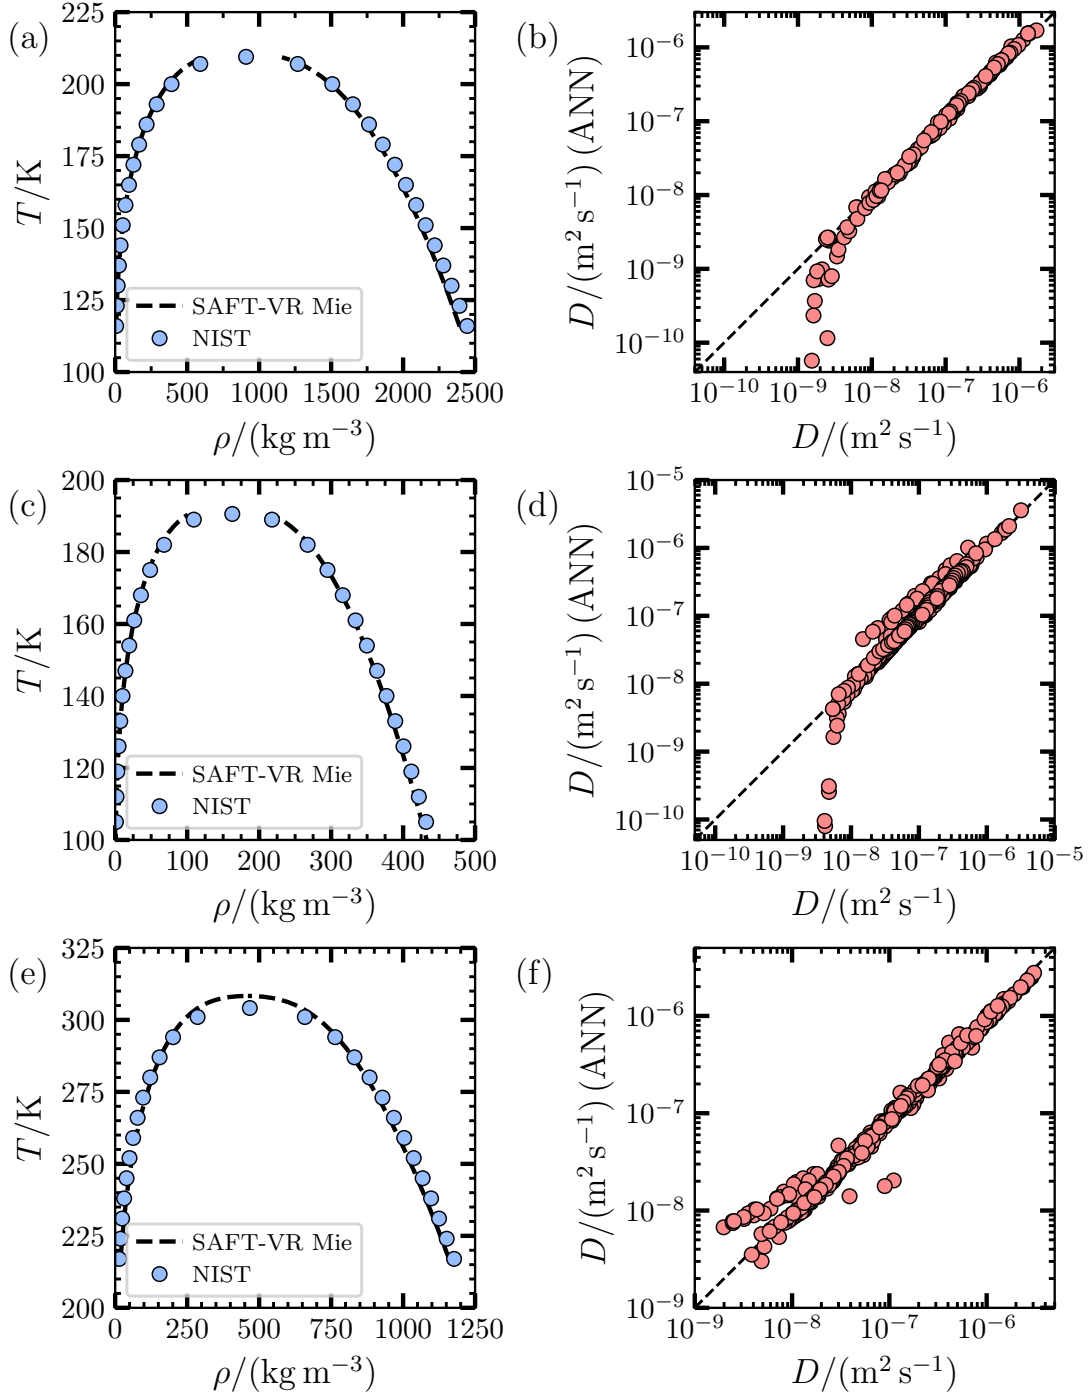 (a)
T/K
225
200
175
150
125
100
SAFT-VR Mie
NIST
0 500 1000 1500 2000 2500
ρ/(kg m⁻³)
(b)
D/(m² s⁻¹) (ANN)
10⁻⁶
10⁻⁷
10⁻⁸
10⁻⁹
10⁻¹⁰
10⁻¹⁰ 10⁻⁹ 10⁻⁸ 10⁻⁷ 10⁻⁶
D/(m² s⁻¹)
(c)
T/K
200
180
160
140
120
100
SAFT-VR Mie
NIST
0 100 200 300 400 500
ρ/(kg m⁻³)
(d)
D/(m² s⁻¹) (ANN)
10⁻⁵
10⁻⁶
10⁻⁷
10⁻⁸
10⁻⁹
10⁻¹⁰
10⁻¹⁰ 10⁻⁹ 10⁻⁸ 10⁻⁷ 10⁻⁶ 10⁻⁵
D/(m² s⁻¹)
(e)
T/K
325
300
275
250
225
200
SAFT-VR Mie
NIST
0 250 500 750 1000 1250
ρ/(kg m⁻³)
(f)
D/(m² s⁻¹) (ANN)
10⁻⁶
10⁻⁷
10⁻⁸
10⁻⁹
10⁻⁹ 10⁻⁸ 10⁻⁷ 10⁻⁶
D/(m² s⁻¹)